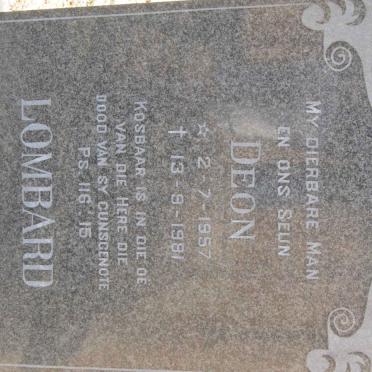 MY DIERBARE MAN
EN ONS SEUN
DEON
☆ 2-7-1957
† 13-9-1981
KOSBAAR IS IN DIE OË
VAN DIE HERE DIE
DOOD VAN SY GUNSGENOTE
PS. 116:15
LOMBARD